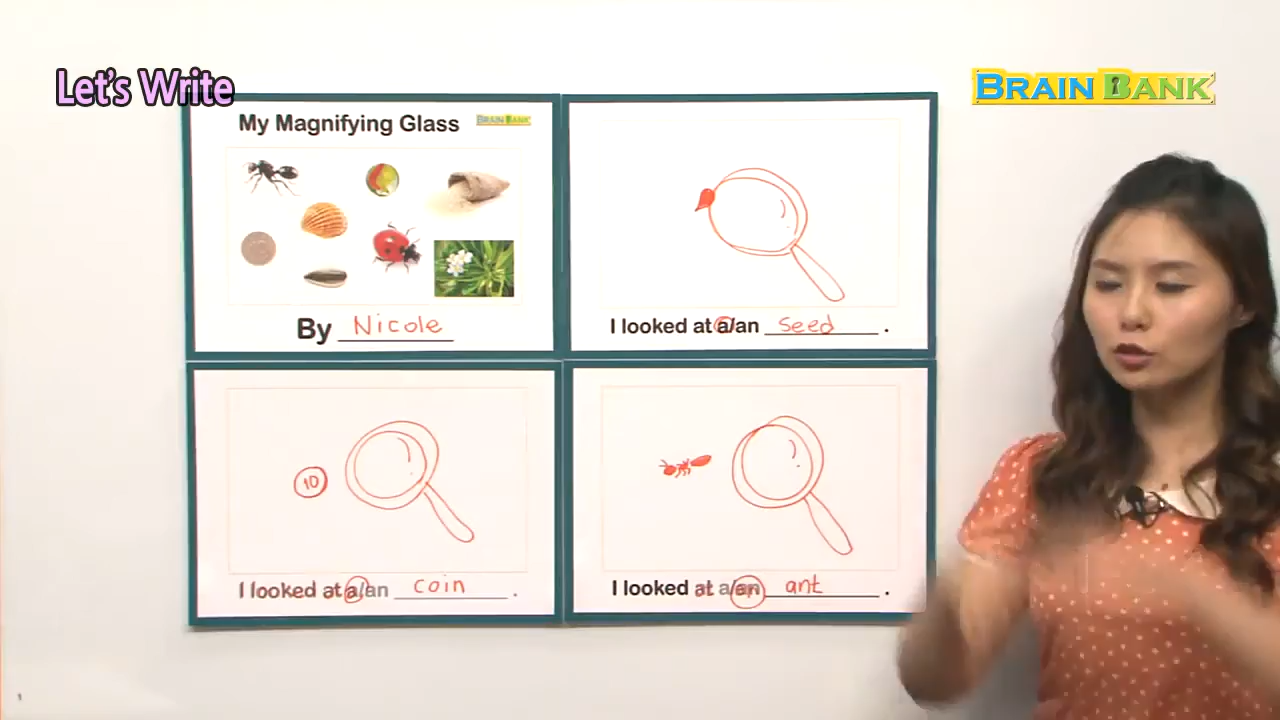 Let's Write
BRAIN BANK
My Magnifying Glass
BRAIN BANK
By Nicole
I looked at a/an seed.
10
I looked at a/an coin.
I looked at a/an ant.
1